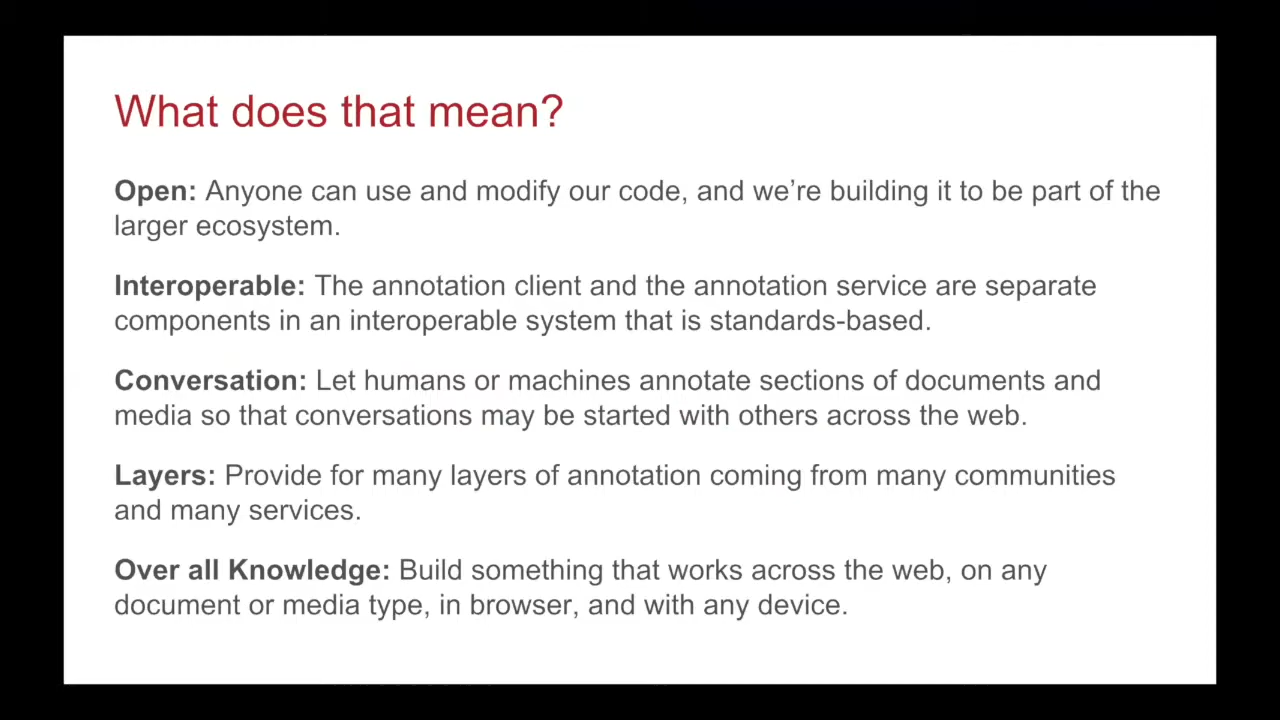 What does that mean?
Open: Anyone can use and modify our code, and we’re building it to be part of the
larger ecosystem.
Interoperable: The annotation client and the annotation service are separate
components in an interoperable system that is standards-based.
Conversation: Let humans or machines annotate sections of documents and
media so that conversations may be started with others across the web.
Layers: Provide for many layers of annotation coming from many communities
and many services.
Over all Knowledge: Build something that works across the web, on any
document or media type, in browser, and with any device.